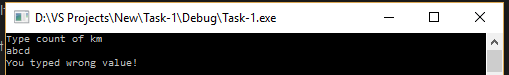 D:\VS Projects\New\Task-1\Debug\Task-1.exe
Type count of km
abcd
You typed wrong value!